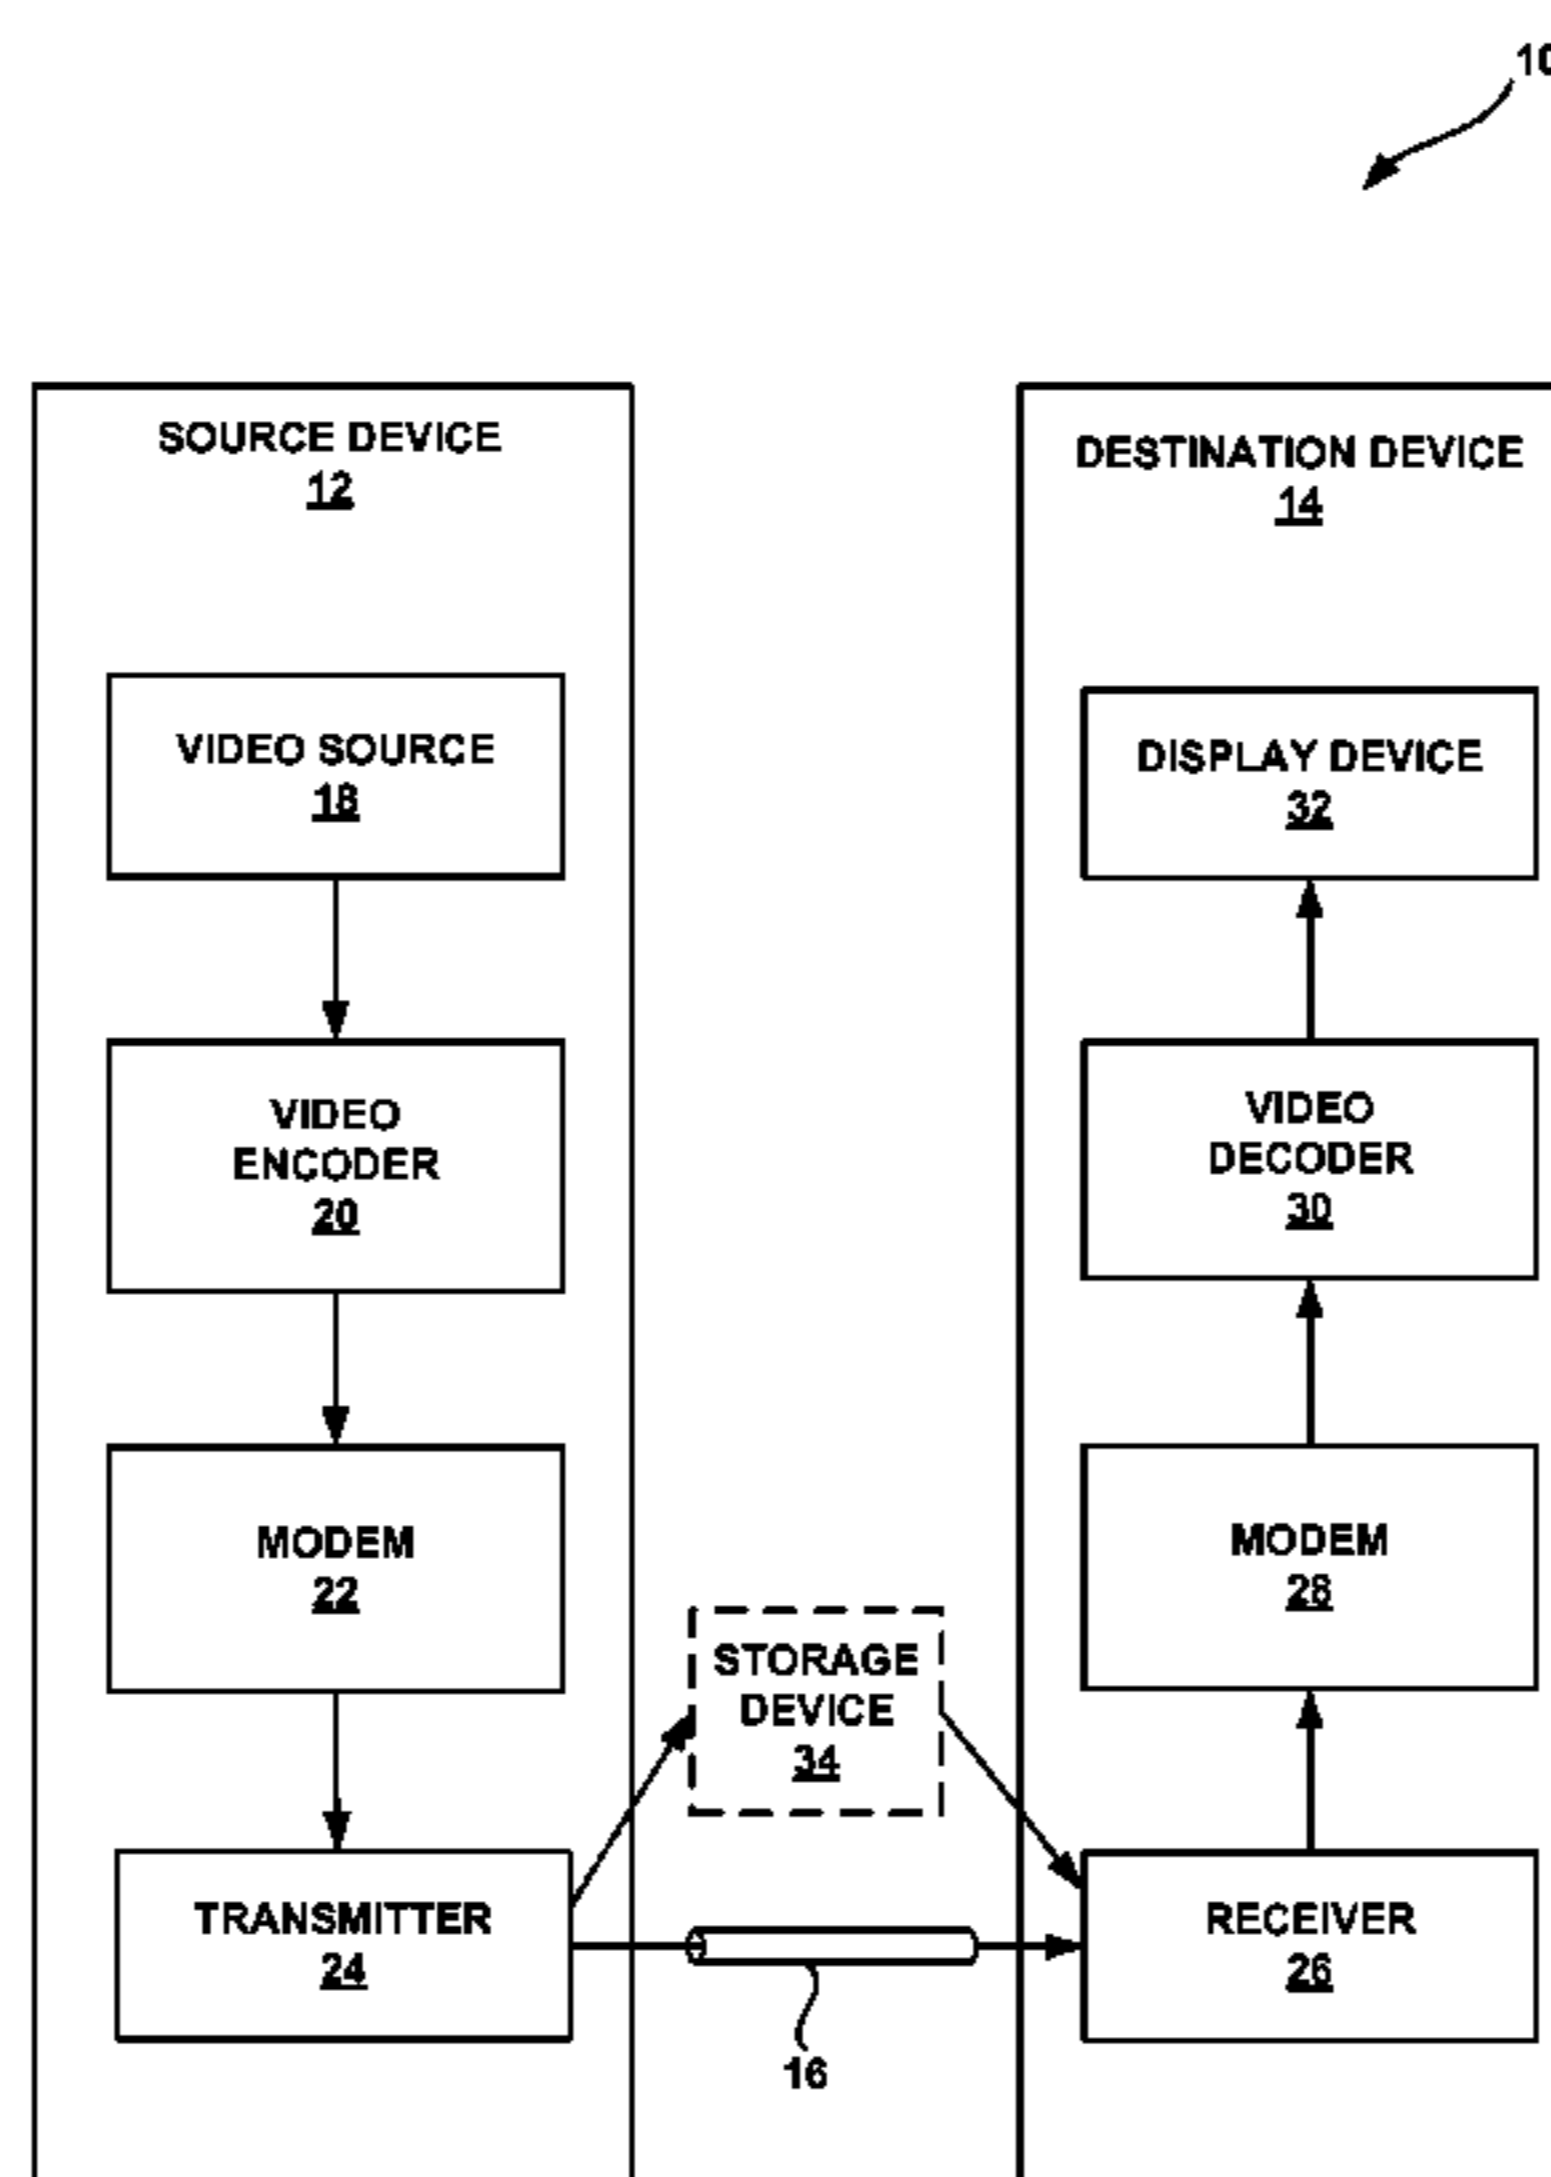 10
SOURCE DEVICE
12
VIDEO SOURCE
18
VIDEO
ENCODER
20
MODEM
22
TRANSMITTER
24
STORAGE
DEVICE
34
16
DESTINATION DEVICE
14
DISPLAY DEVICE
32
VIDEO
DECODER
30
MODEM
28
RECEIVER
26